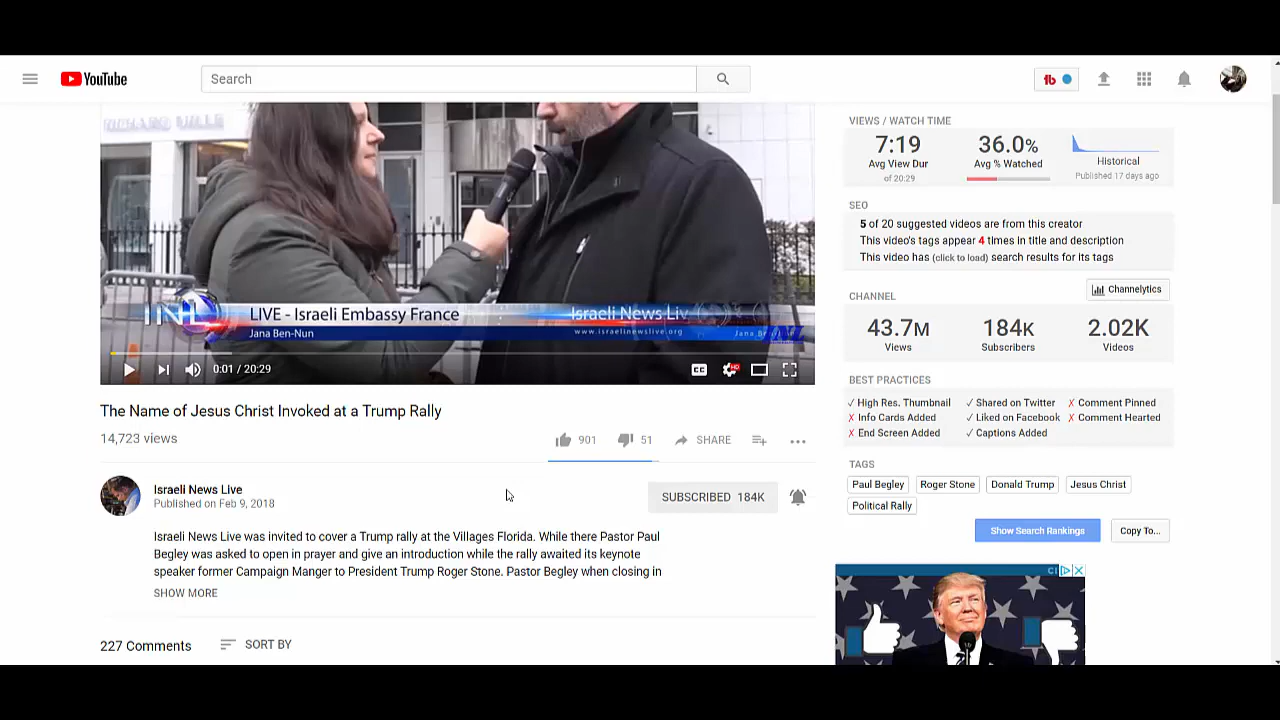 YouTube
Search
LIVE - Israeli Embassy France
Israeli News Liv
INL
Jana Ben-Nun
www.israelinewslive.org
0:01 / 20:29
CC
HD
The Name of Jesus Christ Invoked at a Trump Rally
14,723 views
901
51
SHARE
Israeli News Live
Published on Feb 9, 2018
SUBSCRIBED 184K
Israeli News Live was invited to cover a Trump rally at the Villages Florida. While there Pastor Paul
Begley was asked to open in prayer and give an introduction while the rally awaited its keynote
speaker former Campaign Manger to President Trump Roger Stone. Pastor Begley when closing in
SHOW MORE
227 Comments
SORT BY
tb
VIEWS / WATCH TIME
7:19
Avg View Dur
of 20:29
36.0%
Avg % Watched
Historical
Published 17 days ago
SEO
5 of 20 suggested videos are from this creator
This video's tags appear 4 times in title and description
This video has (click to load) search results for its tags
CHANNEL
Channelytics
43.7M
Views
184K
Subscribers
2.02K
Videos
BEST PRACTICES
✓ High Res. Thumbnail
✓ Shared on Twitter
✗ Comment Pinned
✗ Info Cards Added
✓ Liked on Facebook
✗ Comment Hearted
✗ End Screen Added
✓ Captions Added
TAGS
Paul Begley
Roger Stone
Donald Trump
Jesus Christ
Political Rally
Show Search Rankings
Copy To...